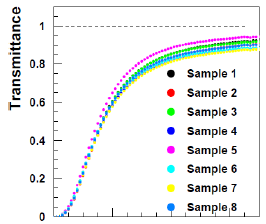 Transmittance
1
0.8
0.6
0.4
0.2
0
Sample 1
Sample 2
Sample 3
Sample 4
Sample 5
Sample 6
Sample 7
Sample 8